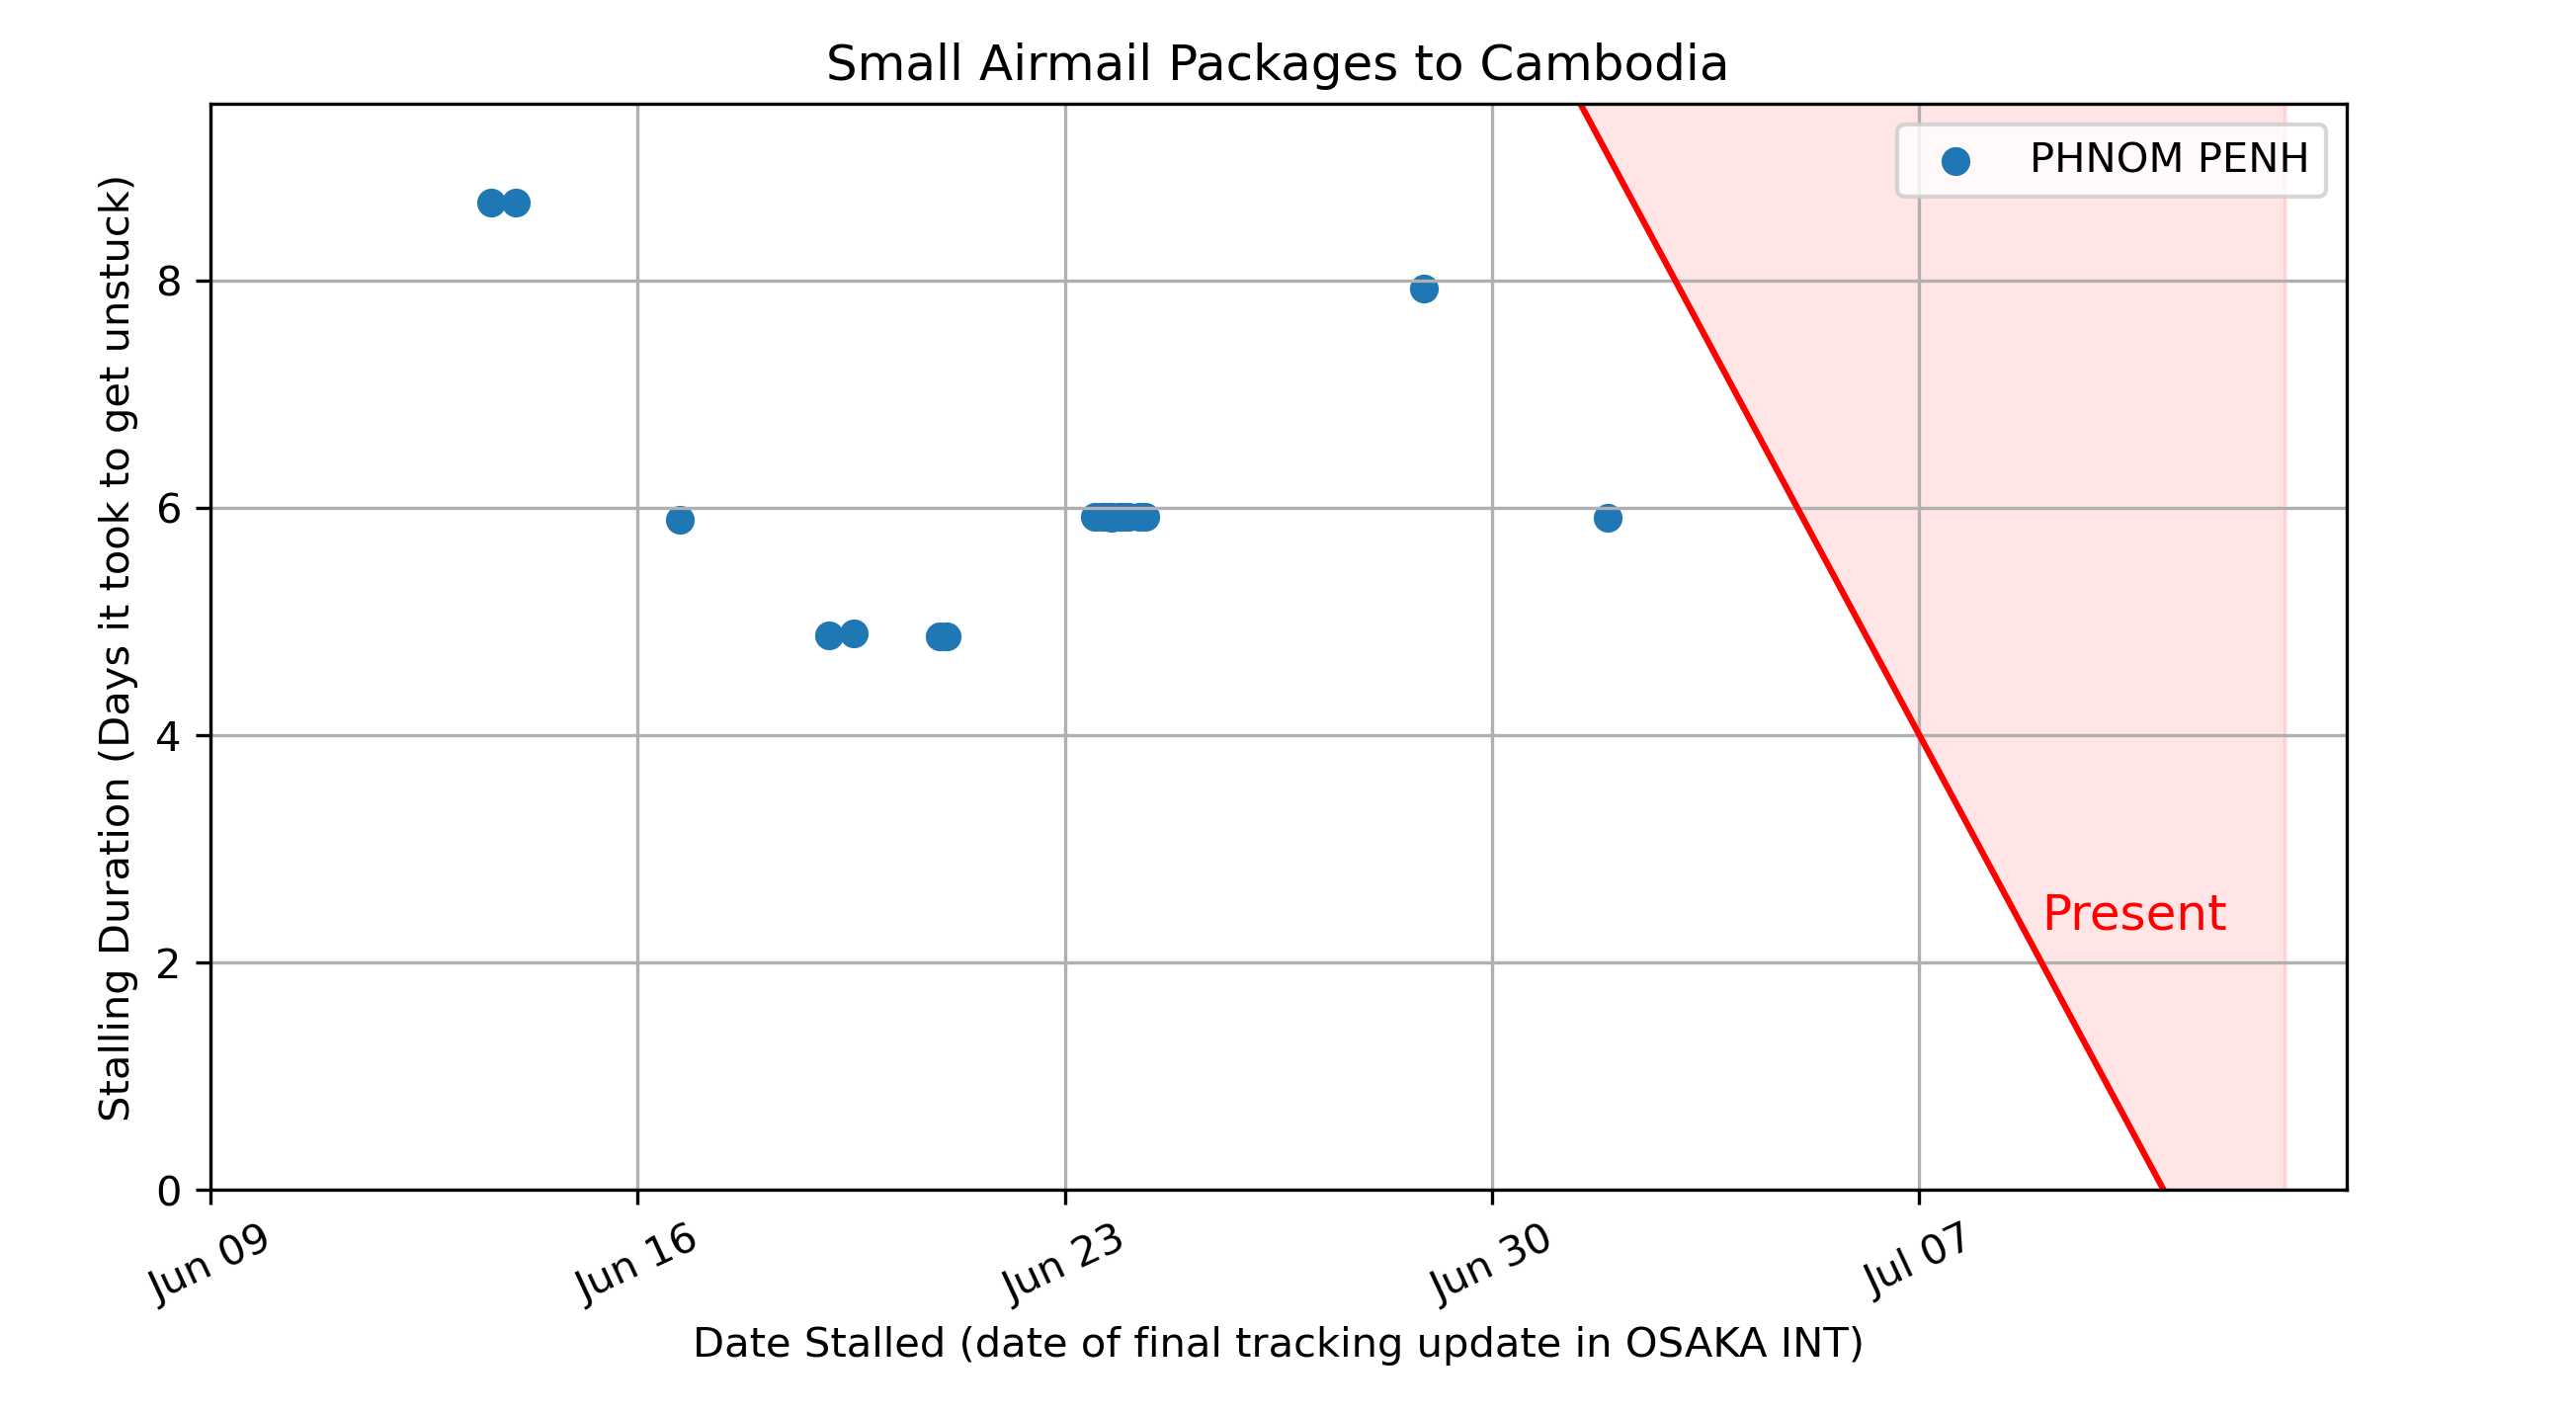 Small Airmail Packages to Cambodia
PHNOM PENH
Stalling Duration (Days it took to get unstuck)
8
6
4
2
0
Present
Jun 09
Jun 16
Jun 23
Jun 30
Jul 07
Date Stalled (date of final tracking update in OSAKA INT)